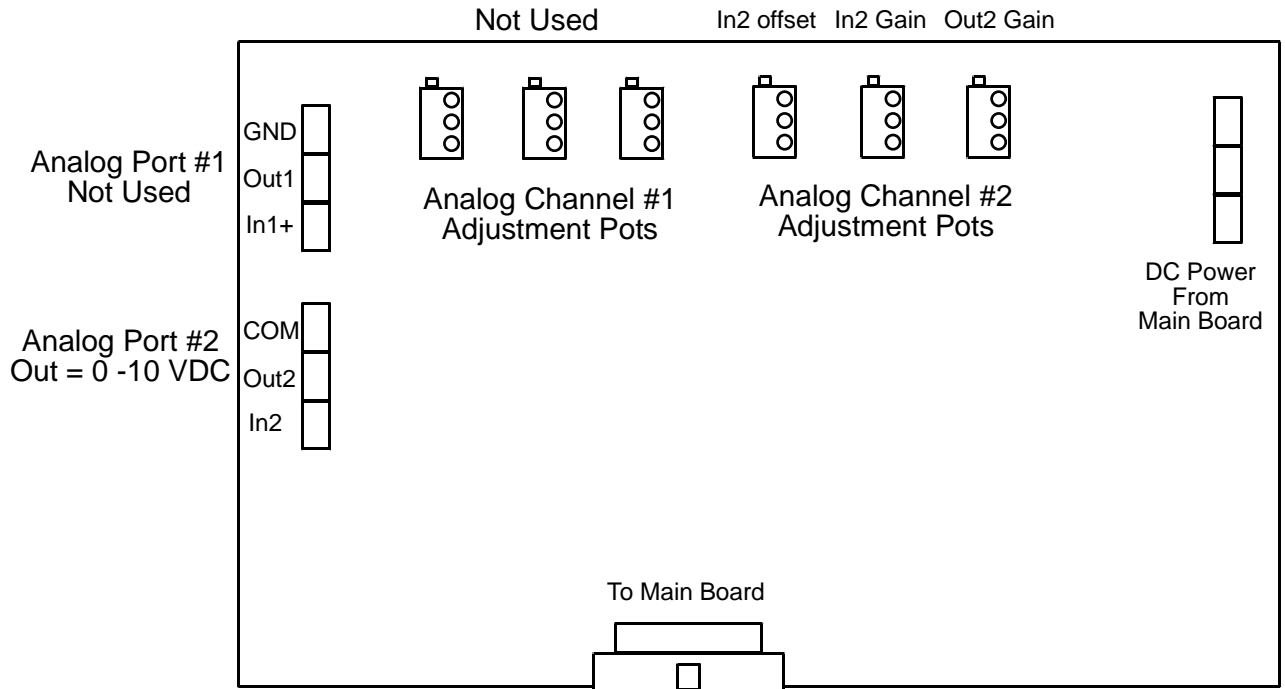 Not Used
In2 offset In2 Gain Out2 Gain
Analog Port #1
Not Used
GND
Out1
In1+
Analog Channel #1
Adjustment Pots
Analog Channel #2
Adjustment Pots
DC Power
From
Main Board
Analog Port #2
Out = 0 -10 VDC
COM
Out2
In2
To Main Board